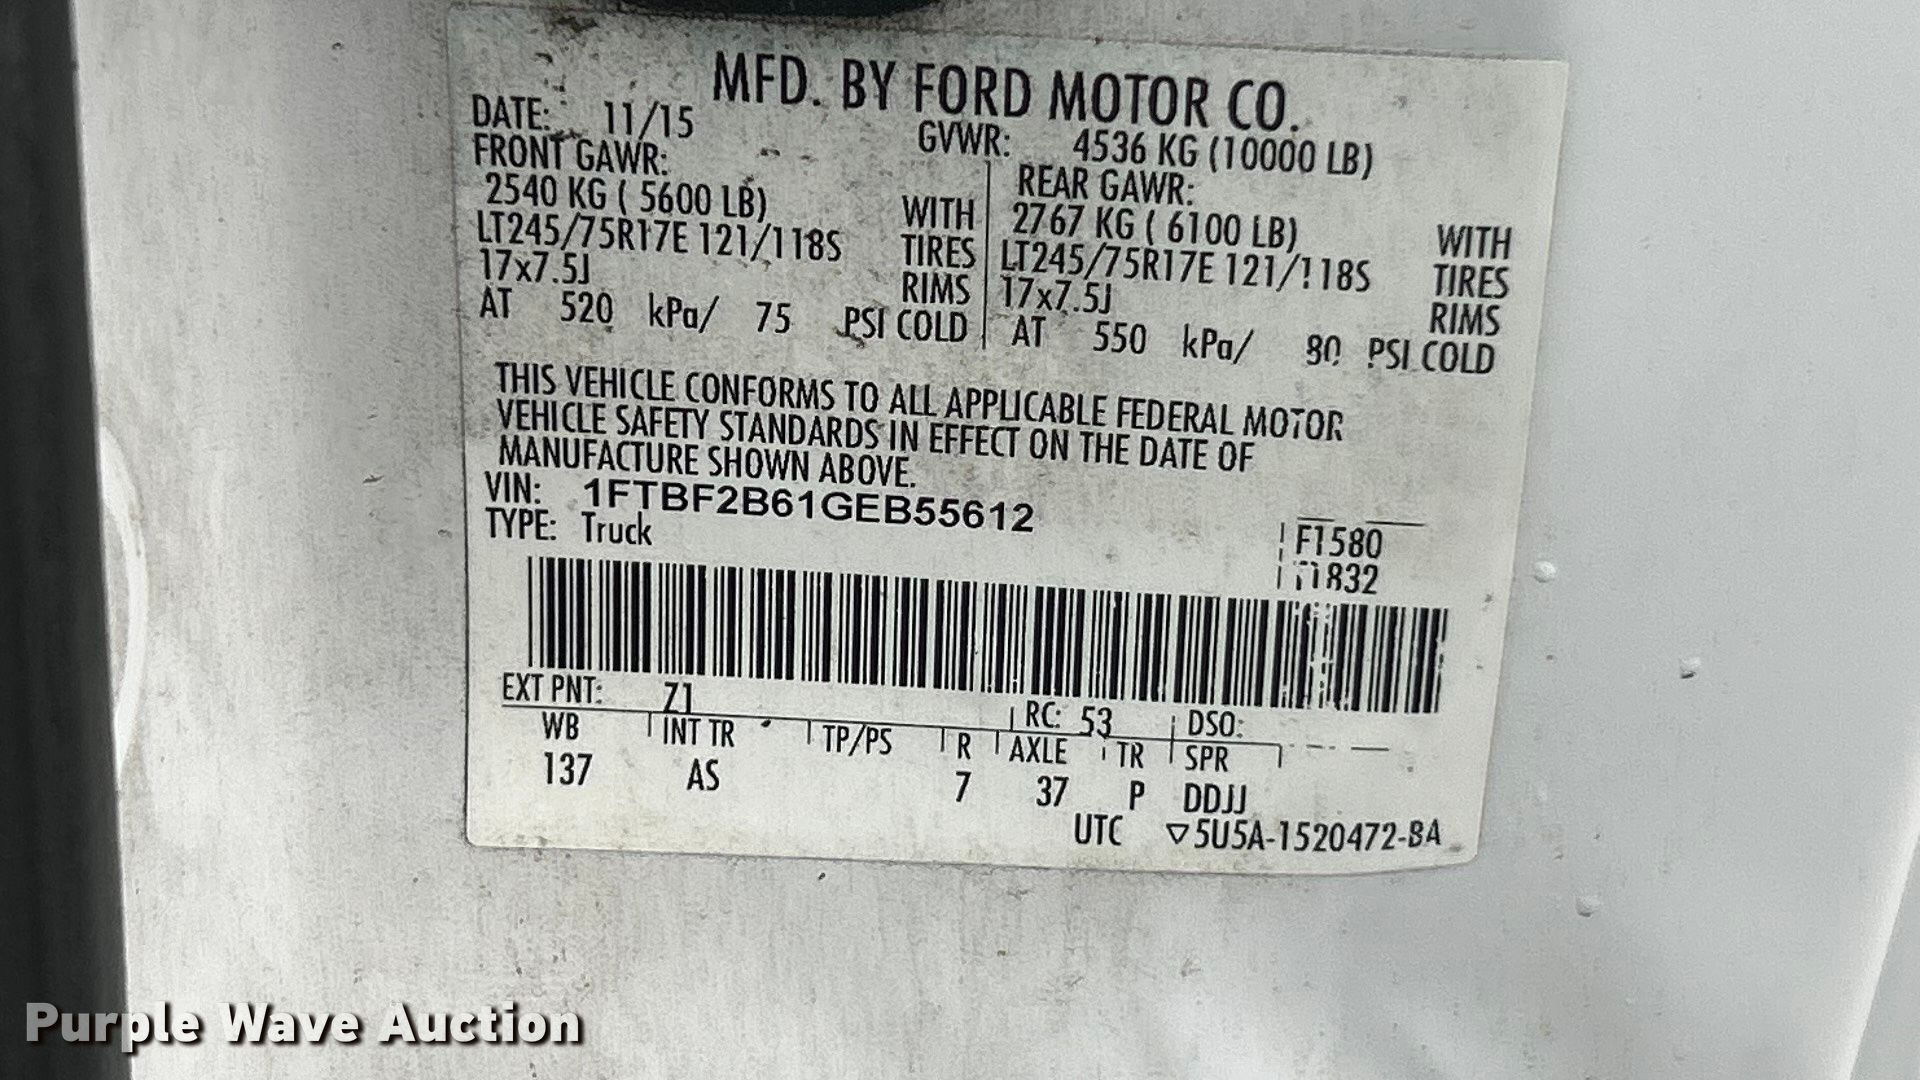 MFD. BY FORD MOTOR CO.
DATE: 11/15 GVWR: 4536 KG (10000 LB)
FRONT GAWR: REAR GAWR:
2540 KG ( 5600 LB) WITH 2767 KG ( 6100 LB) WITH
LT245/75R17E 121/118S TIRES LT245/75R17E 121/118S TIRES
17x7.5J RIMS 17x7.5J RIMS
AT 520 kPa/ 75 PSI COLD AT 550 kPa/ 80 PSI COLD
THIS VEHICLE CONFORMS TO ALL APPLICABLE FEDERAL MOTOR
VEHICLE SAFETY STANDARDS IN EFFECT ON THE DATE OF
MANUFACTURE SHOWN ABOVE.
VIN: 1FTBF2B61GEB55612
TYPE: Truck
F1580
T1832
EXT PNT: Z1 RC: 53 DSO:
WB INT TR TP/PS R AXLE TR SPR
137 AS 7 37 P DDJJ
UTC ▽5U5A-1520472-BA
Purple Wave Auction